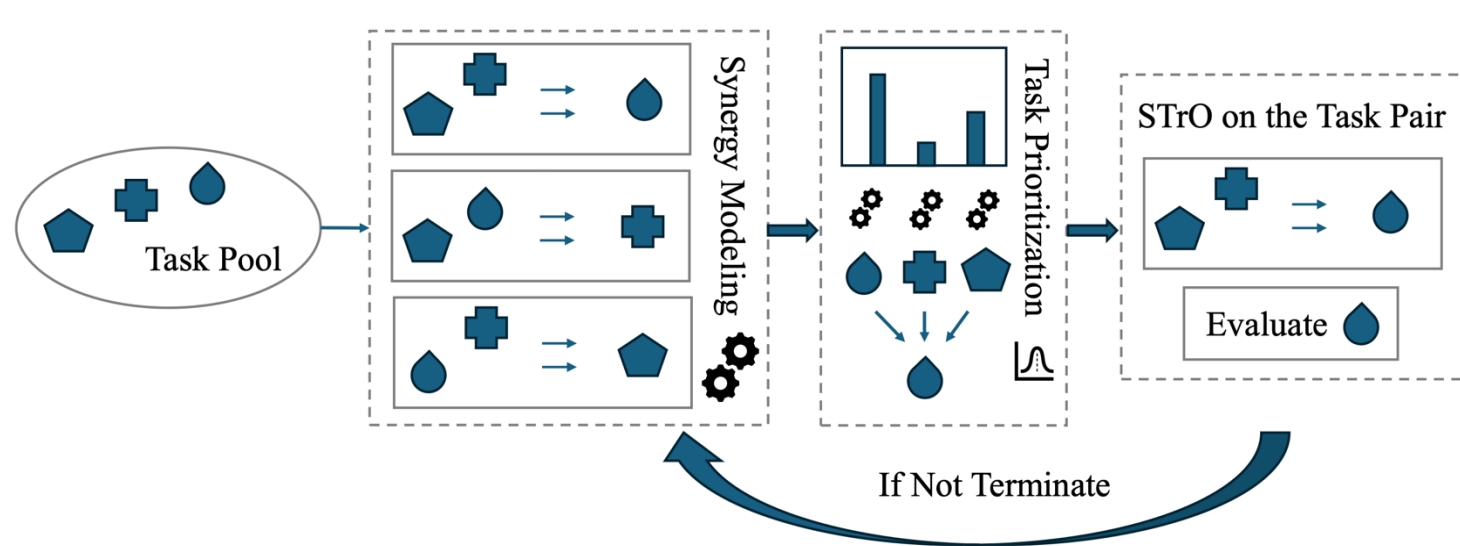 Task Pool
Synergy Modeling
Task Prioritization
STrO on the Task Pair
Evaluate
If Not Terminate